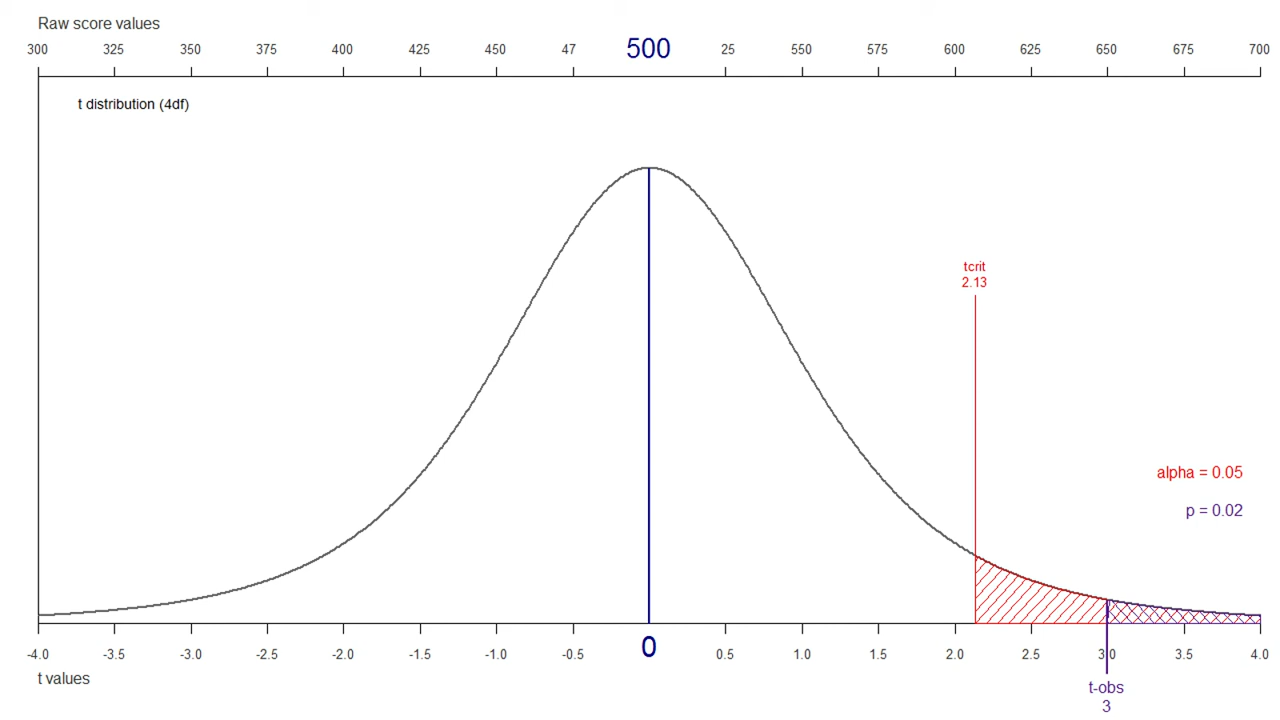 Raw score values
300 325 350 375 400 425 450 47 500 25 550 575 600 625 650 675 700
t distribution (4df)
tcrit
2.13
alpha = 0.05
p = 0.02
-4.0 -3.5 -3.0 -2.5 -2.0 -1.5 -1.0 -0.5 0 0.5 1.0 1.5 2.0 2.5 3.0 3.5 4.0
t values
t-obs
3